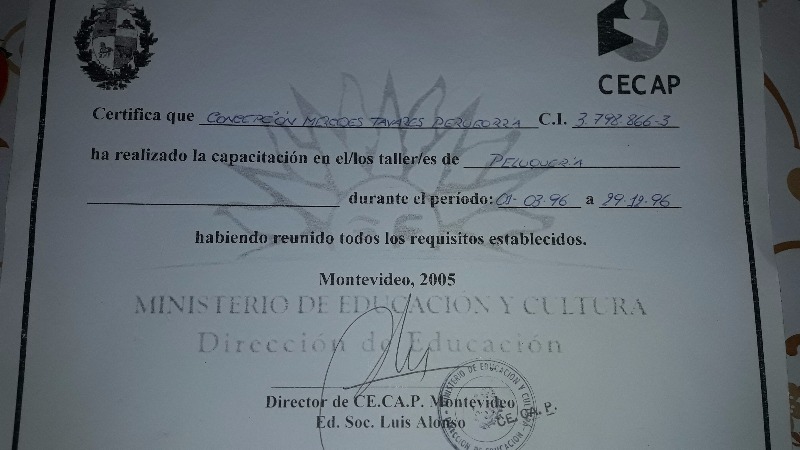 CECAP
Certifica que CONCEPCIÓN MERCEDES TAVARES PERUGORRA C.I. 3.798.866-3
ha realizado la capacitación en el/los taller/es de PELUQUERÍA
durante el período: 01-03-96 a 29-12-96
habiendo reunido todos los requisitos establecidos.
Montevideo, 2005
MINISTERIO DE EDUCACIÓN Y CULTURA
Dirección de Educación
Director de CE.CA.P. Montevideo
Ed. Soc. Luis Alonso
MINISTERIO DE EDUCACIÓN Y CULTURA
CE. CA. P.
DIRECCIÓN DE EDUCACIÓN